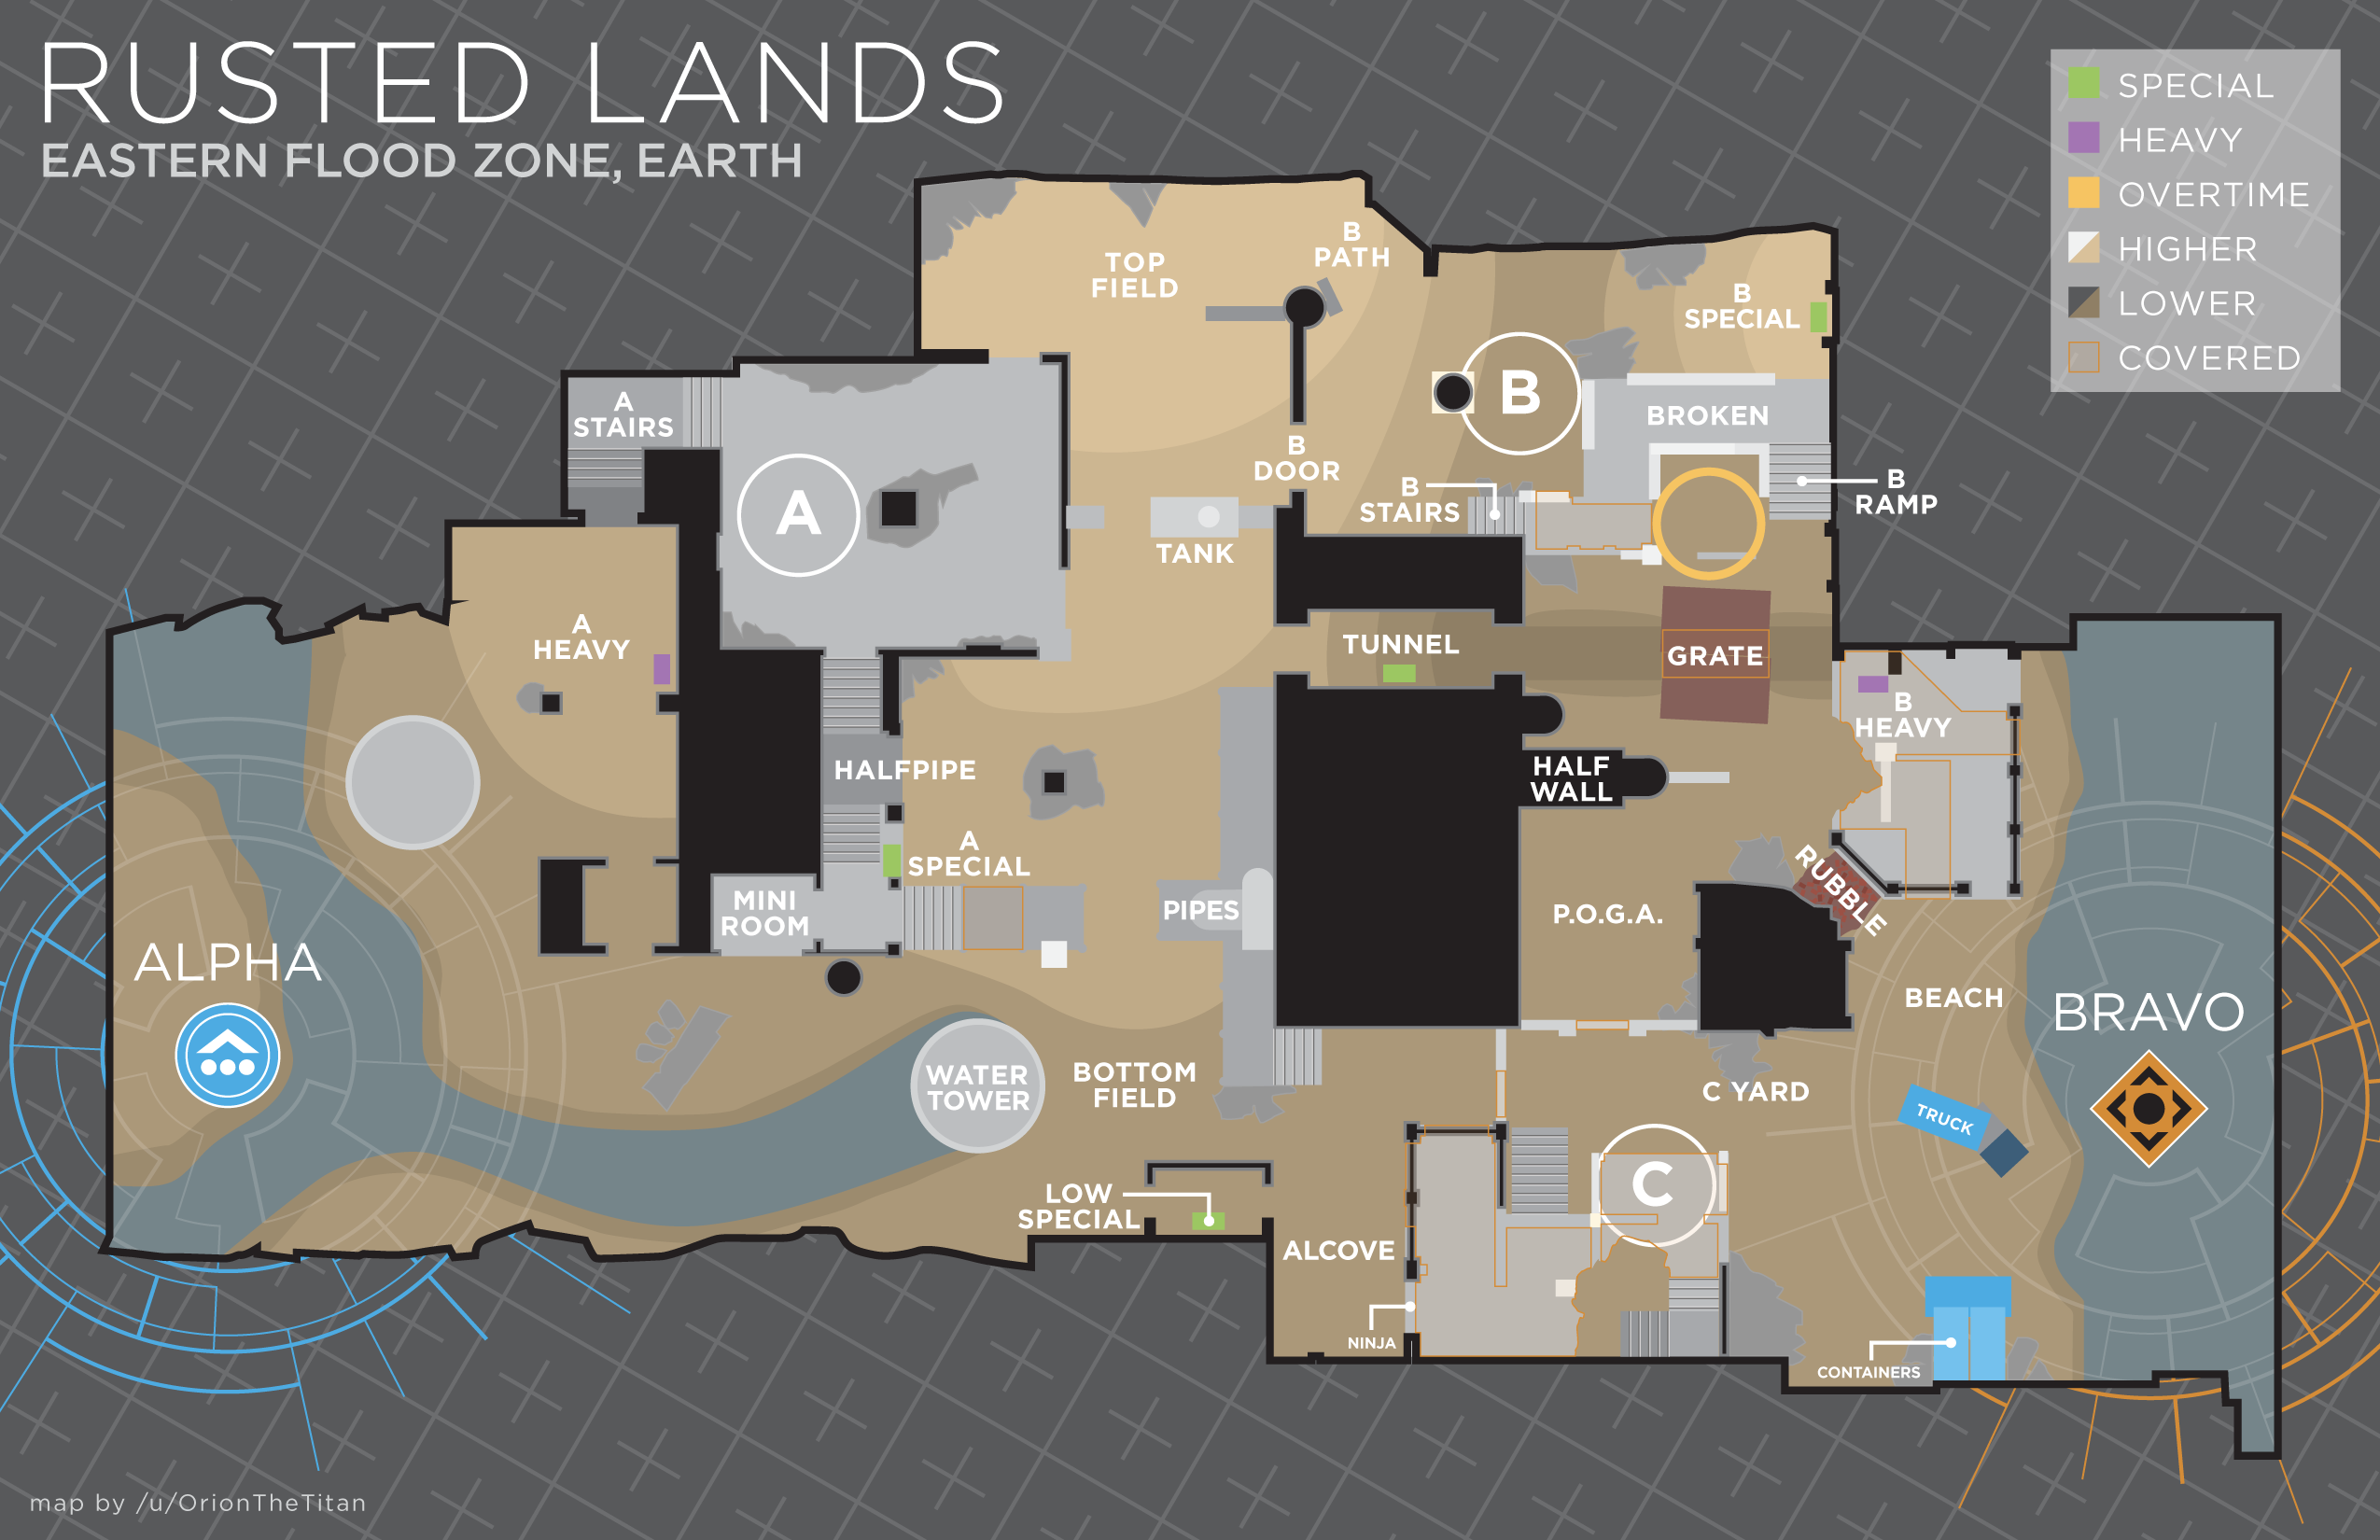 RUSTED LANDS
EASTERN FLOOD ZONE, EARTH
SPECIAL
HEAVY
OVERTIME
HIGHER
LOWER
COVERED
TOP
FIELD
B
PATH
B
SPECIAL
A
STAIRS
A
B
DOOR
B
BROKEN
B
STAIRS
B
RAMP
TANK
A
HEAVY
TUNNEL
GRATE
B
HEAVY
HALFPIPE
HALF
WALL
A
SPECIAL
MINI
ROOM
PIPES
P.O.G.A.
RUBBLE
ALPHA
BEACH
BRAVO
WATER
TOWER
BOTTOM
FIELD
C YARD
TRUCK
LOW
SPECIAL
C
ALCOVE
NINJA
CONTAINERS
map by /u/OrionTheTitan